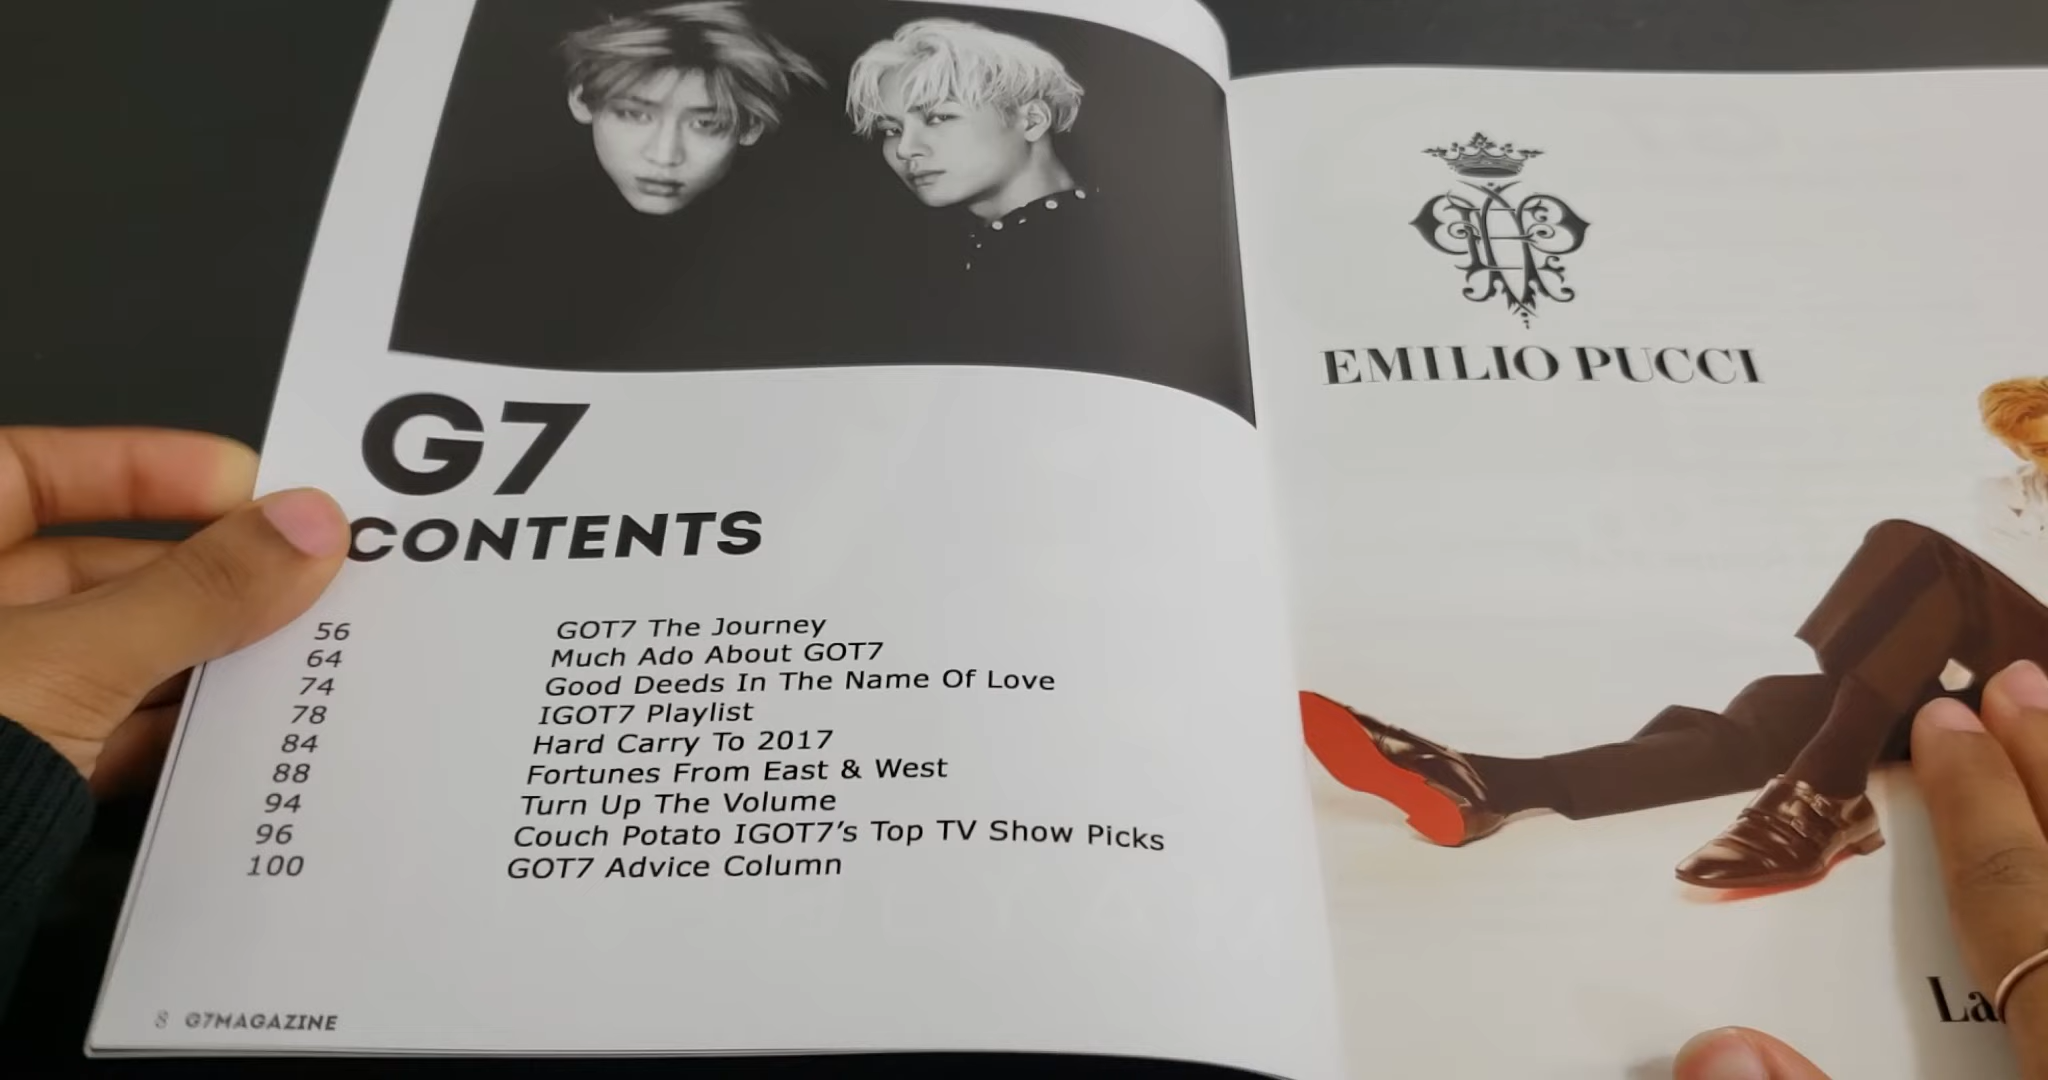 G7
CONTENTS
56 GOT7 The Journey
64 Much Ado About GOT7
74 Good Deeds In The Name Of Love
78 IGOT7 Playlist
84 Hard Carry To 2017
88 Fortunes From East & West
94 Turn Up The Volume
96 Couch Potato IGOT7's Top TV Show Picks
100 GOT7 Advice Column
8 G7MAGAZINE
EMILIO PUCCI